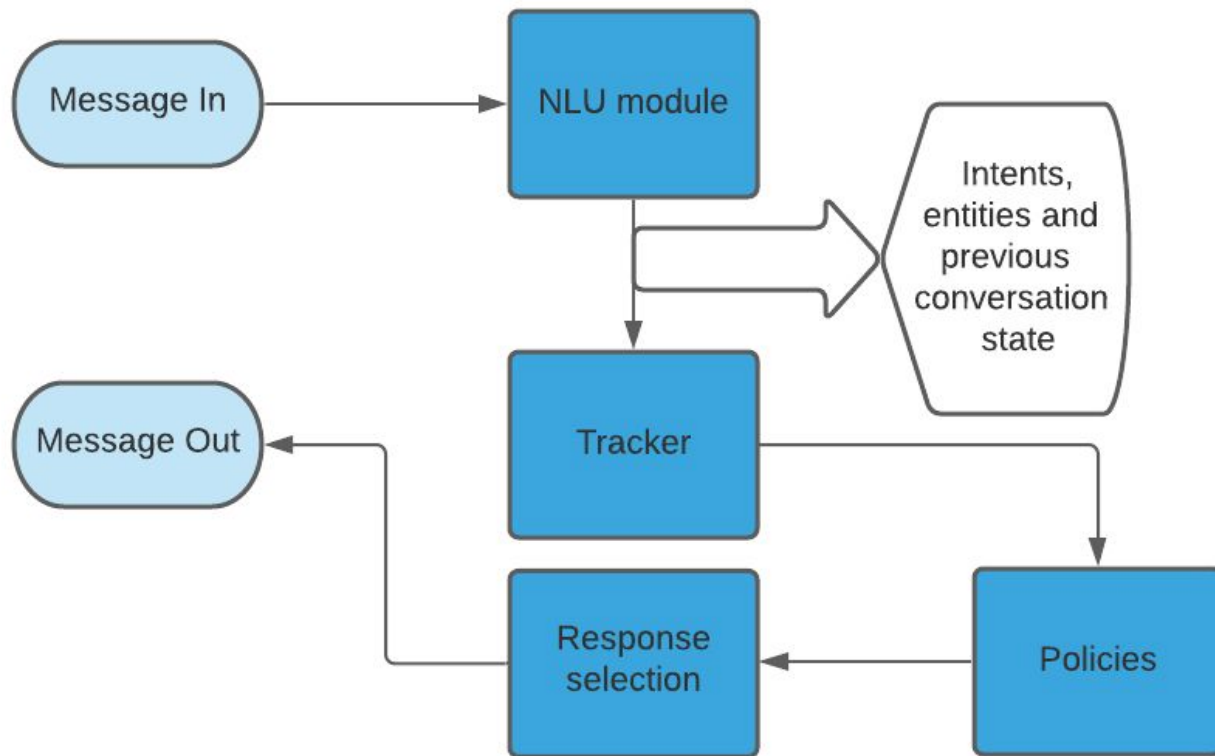 Message In
NLU module
Intents,
entities and
previous
conversation
state
Message Out
Tracker
Response
selection
Policies